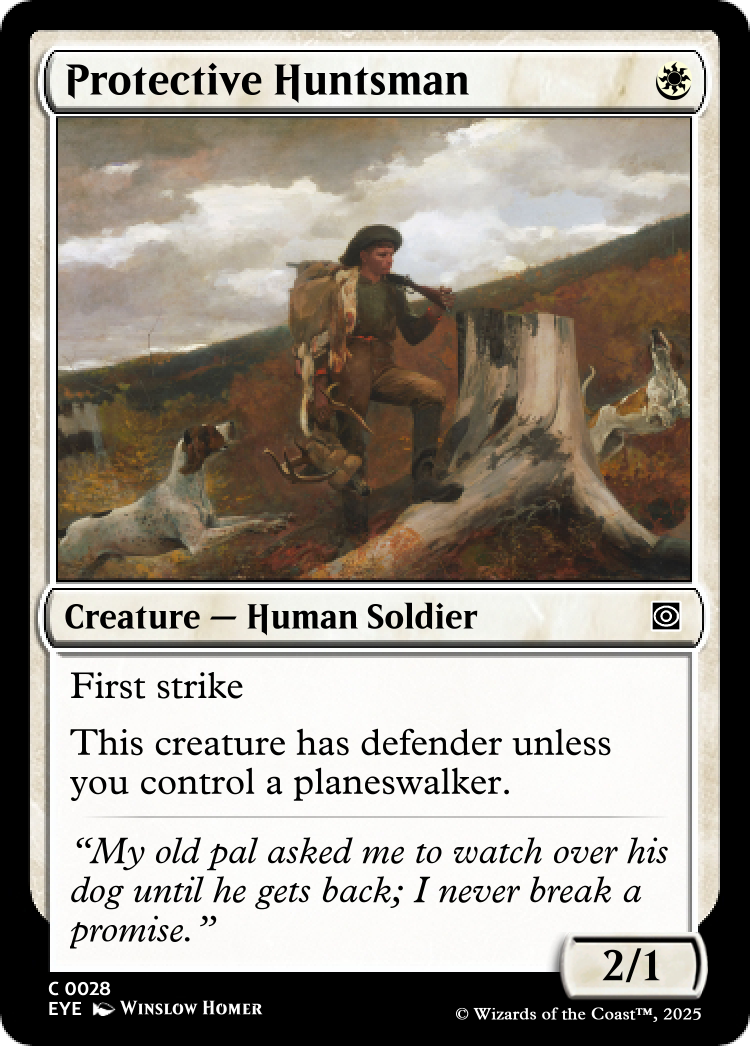 Protective Huntsman
Creature — Human Soldier
First strike
This creature has defender unless
you control a planeswalker.
“My old pal asked me to watch over his
dog until he gets back; I never break a
promise.”
2/1
C 0028
EYE Winslow Homer
© Wizards of the Coast™, 2025